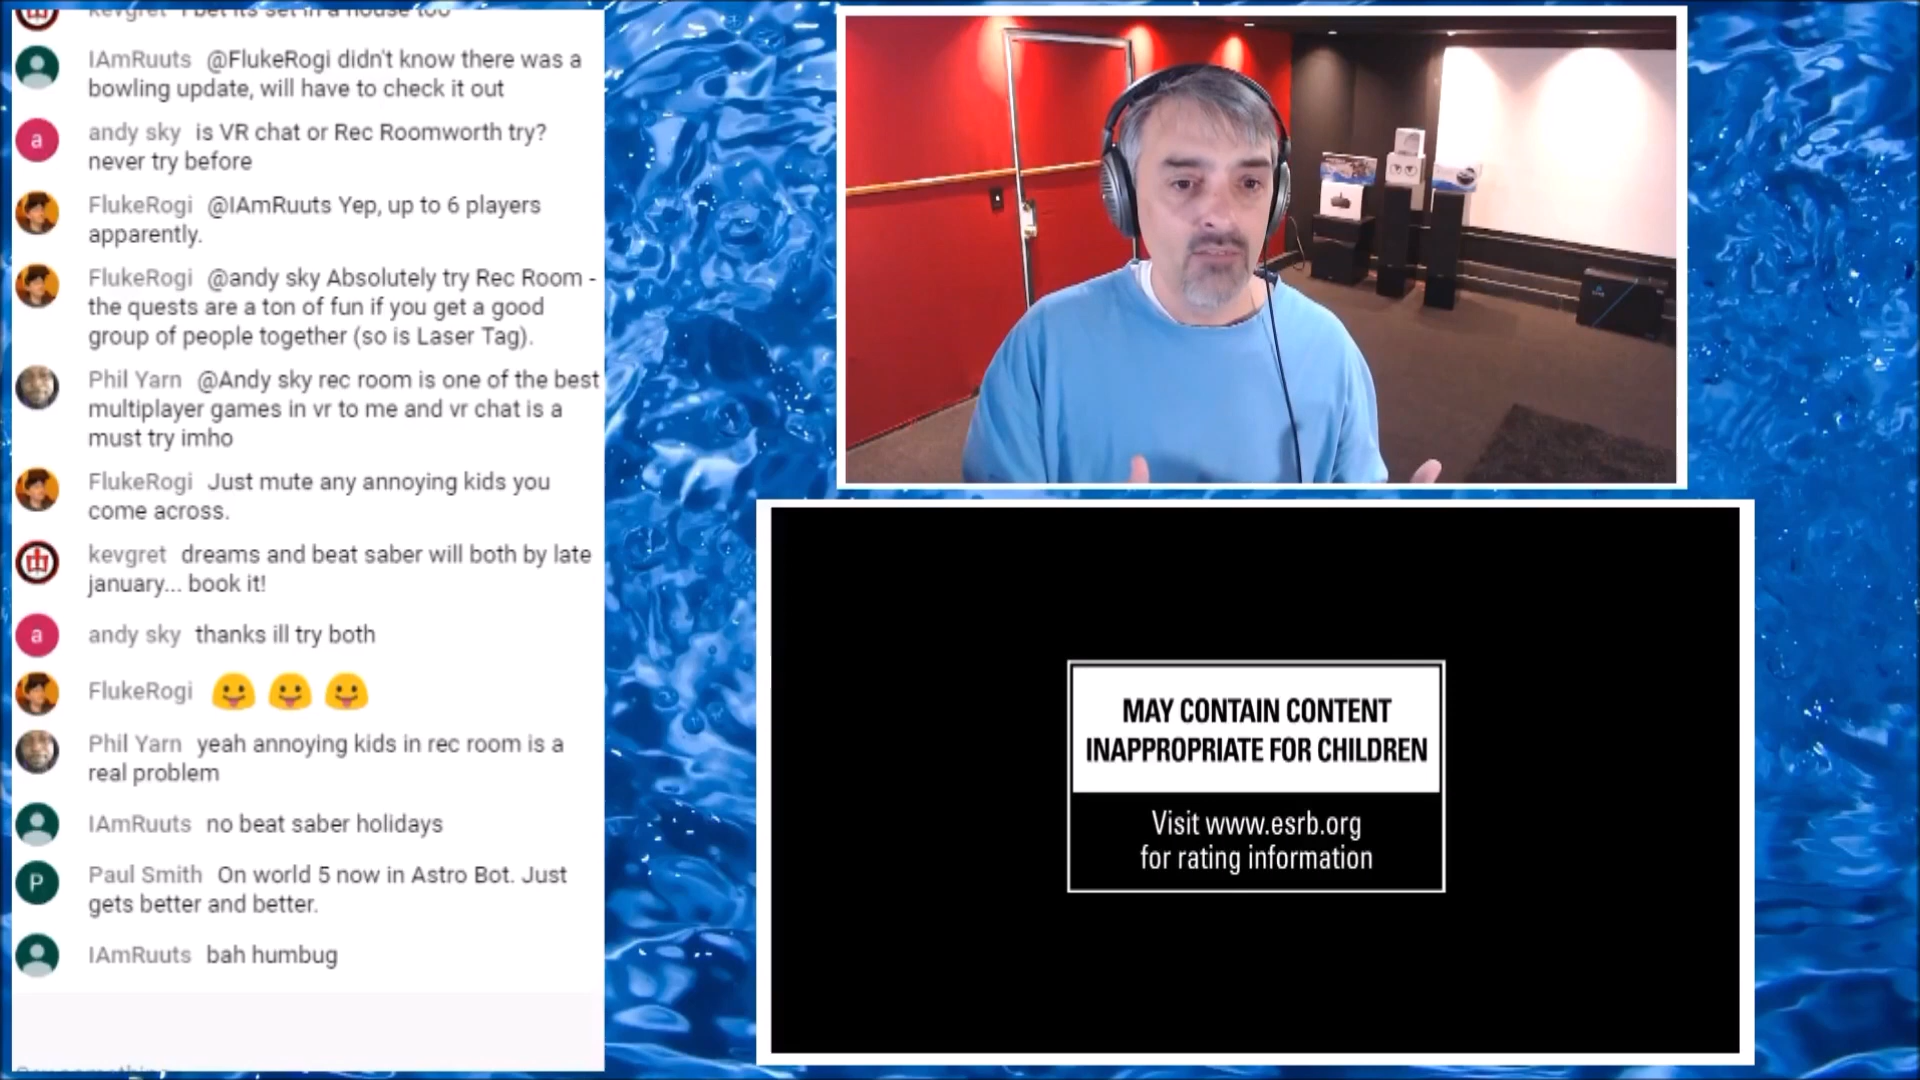 kevgret I bet its set in a house too
IAmRuuts @FlukeRogi didn't know there was a
bowling update, will have to check it out
a
andy sky is VR chat or Rec Roomworth try?
never try before
FlukeRogi @IAmRuuts Yep, up to 6 players
apparently.
FlukeRogi @andy sky Absolutely try Rec Room -
the quests are a ton of fun if you get a good
group of people together (so is Laser Tag).
Phil Yarn @Andy sky rec room is one of the best
multiplayer games in vr to me and vr chat is a
must try imho
FlukeRogi Just mute any annoying kids you
come across.
kevgret dreams and beat saber will both by late
january... book it!
a
andy sky thanks ill try both
FlukeRogi
Phil Yarn yeah annoying kids in rec room is a
real problem
IAmRuuts no beat saber holidays
P
Paul Smith On world 5 now in Astro Bot. Just
gets better and better.
IAmRuuts bah humbug
MAY CONTAIN CONTENT
INAPPROPRIATE FOR CHILDREN
Visit www.esrb.org
for rating information